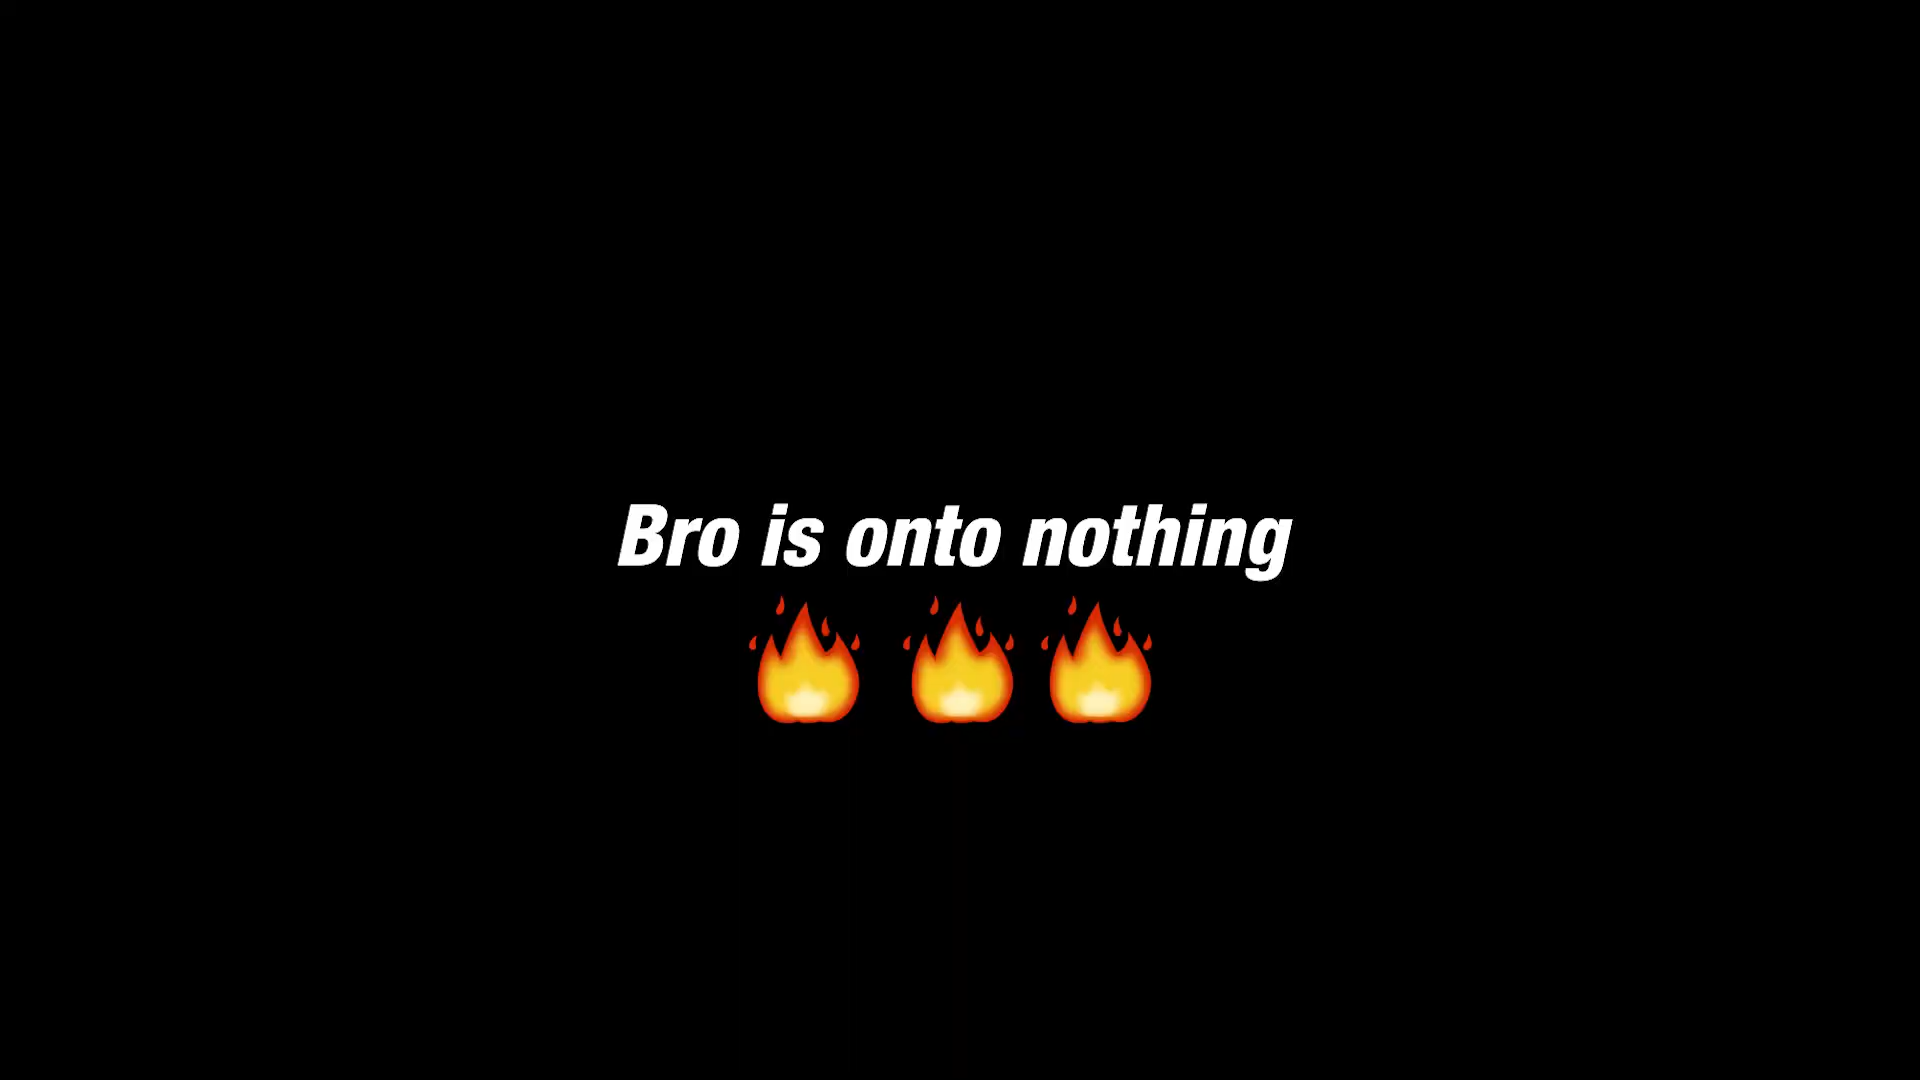 Bro is onto nothing
🔥 🔥 🔥